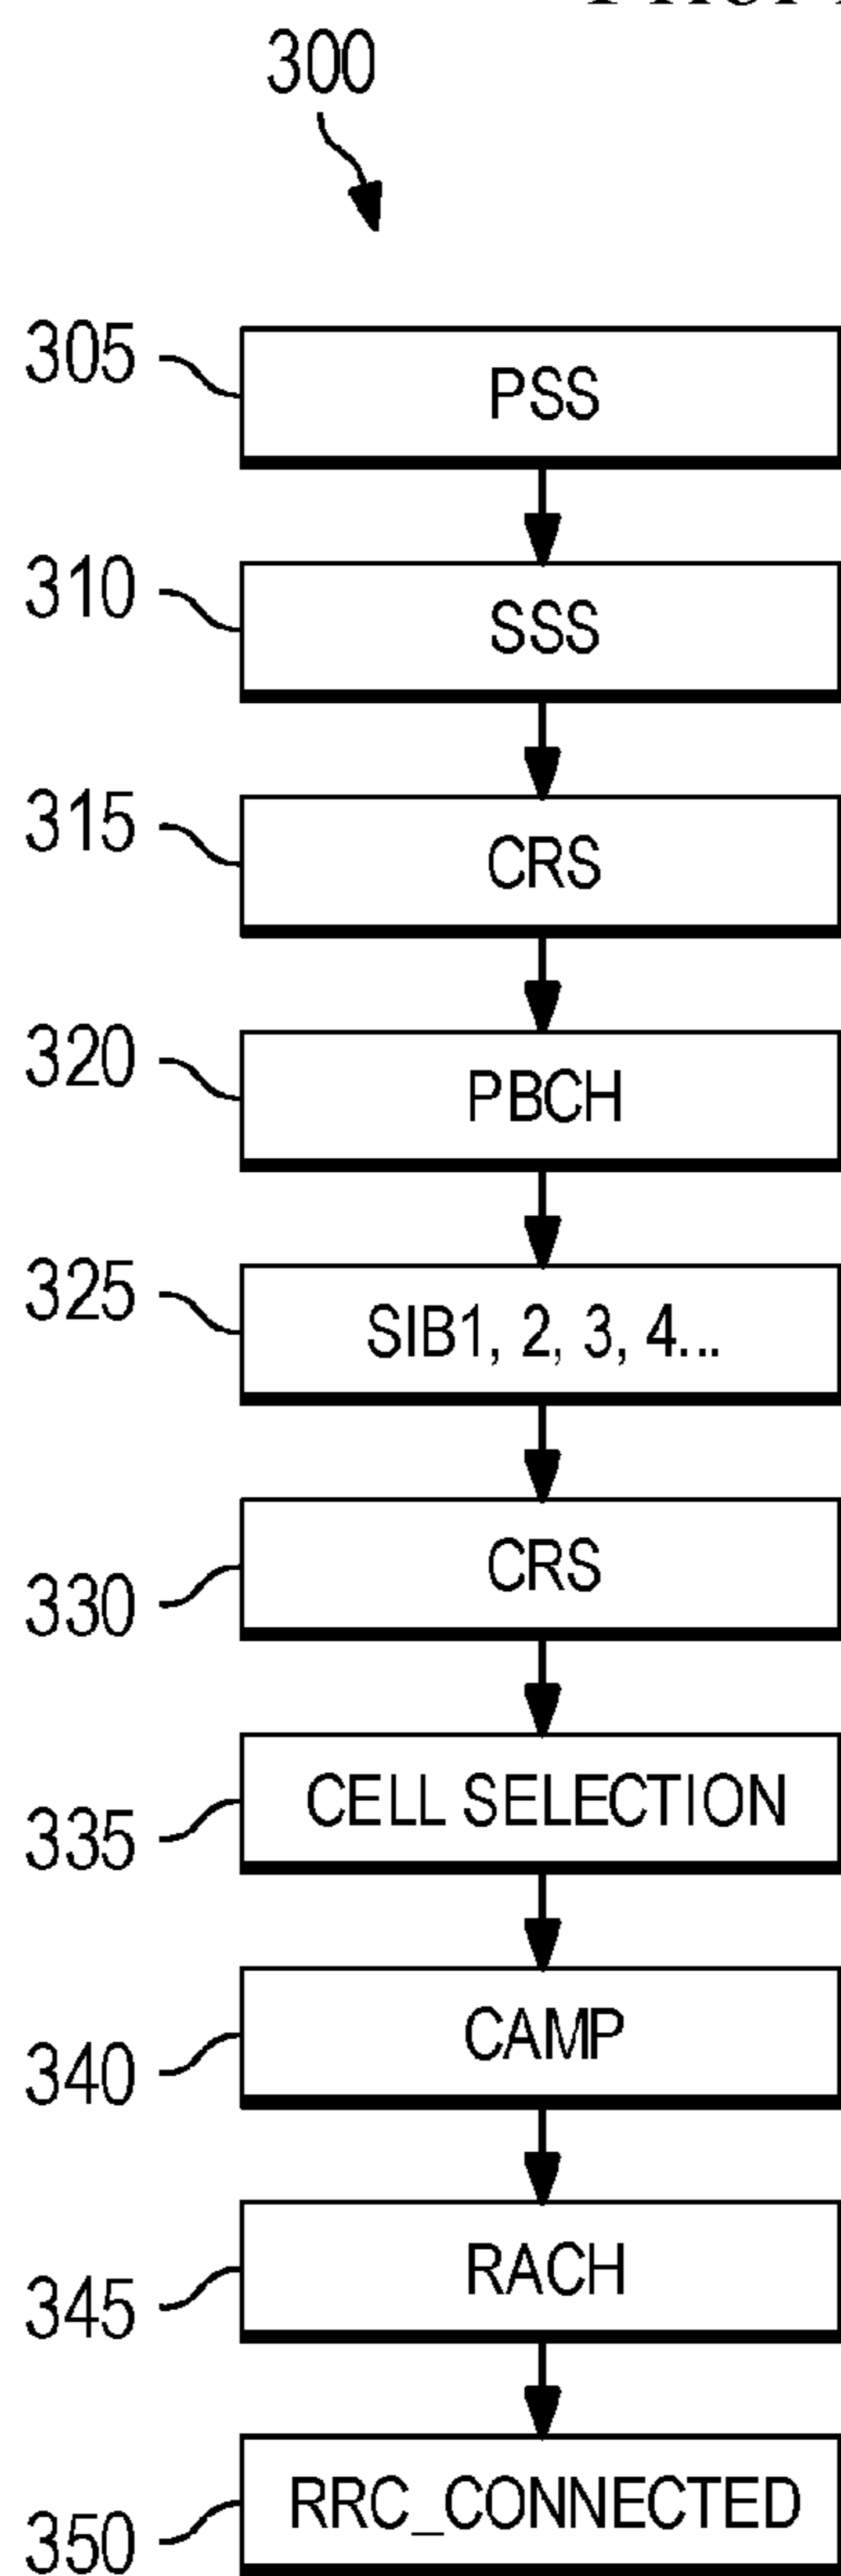 300
305
PSS
310
SSS
315
CRS
320
PBCH
325
SIB1, 2, 3, 4...
330
CRS
335
CELL SELECTION
340
CAMP
345
RACH
350
RRC_CONNECTED